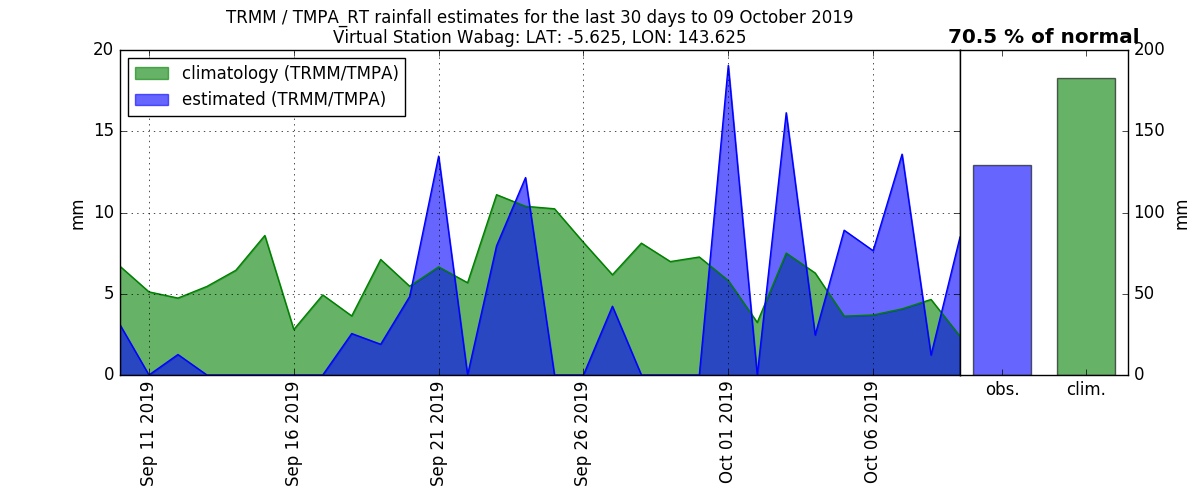 TRMM / TMPA_RT rainfall estimates for the last 30 days to 09 October 2019
Virtual Station Wabag: LAT: -5.625, LON: 143.625
70.5 % of normal
climatology (TRMM/TMPA)
estimated (TRMM/TMPA)
20
15
10
5
0
mm
200
150
100
50
0
mm
Sep 11 2019
Sep 16 2019
Sep 21 2019
Sep 26 2019
Oct 01 2019
Oct 06 2019
obs.
clim.